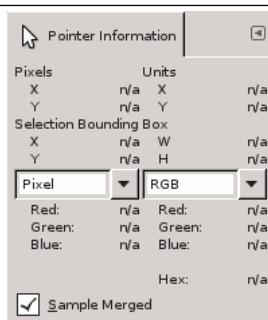 Pointer Information
Pixels Units
X n/a X n/a
Y n/a Y n/a
Selection Bounding Box
X n/a W n/a
Y n/a H n/a
Pixel RGB
Red: n/a Red: n/a
Green: n/a Green: n/a
Blue: n/a Blue: n/a
Hex: n/a
Sample Merged